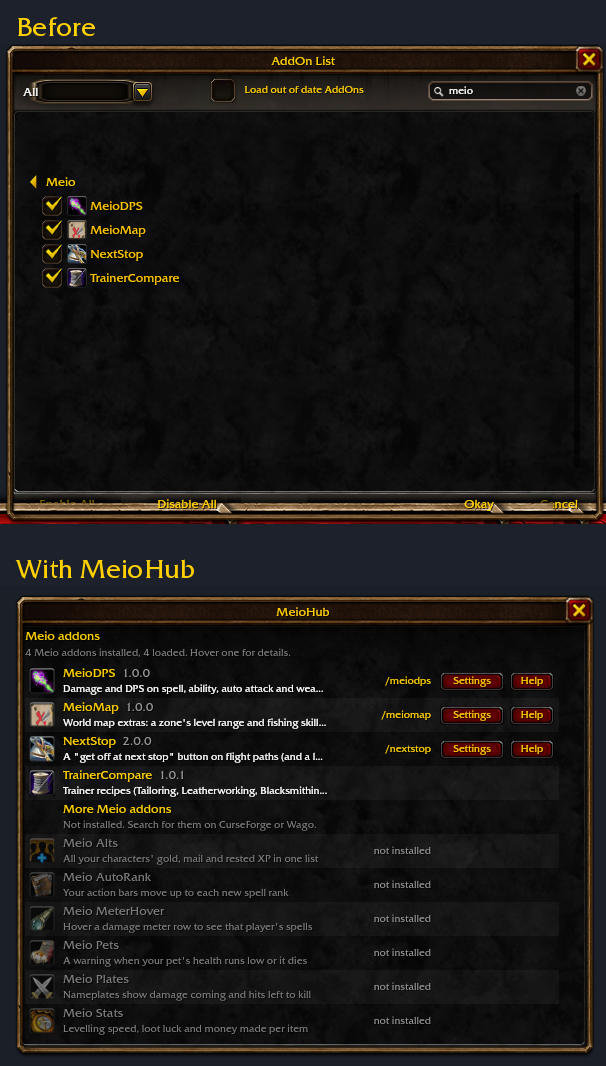 Before
AddOn List
All
Load out of date AddOns
meio
Meio
MeioDPS
MeioMap
NextStop
TrainerCompare
Enable All
Disable All
Okay
Cancel
With MeioHub
MeioHub
Meio addons
4 Meio addons installed, 4 loaded. Hover one for details.
MeioDPS 1.0.0
Damage and DPS on spell, ability, auto attack and wea...
/meiodps
Settings
Help
MeioMap 1.0.0
World map extras: a zone's level range and fishing skill...
/meiomap
Settings
Help
NextStop 2.0.0
A "get off at next stop" button on flight paths (and a l...
/nextstop
Settings
Help
TrainerCompare 1.0.1
Trainer recipes (Tailoring, Leatherworking, Blacksmithin...
More Meio addons
Not installed. Search for them on CurseForge or Wago.
Meio Alts
All your characters' gold, mail and rested XP in one list
not installed
Meio AutoRank
Your action bars move up to each new spell rank
not installed
Meio MeterHover
Hover a damage meter row to see that player's spells
not installed
Meio Pets
A warning when your pet's health runs low or it dies
not installed
Meio Plates
Nameplates show damage coming and hits left to kill
not installed
Meio Stats
Levelling speed, loot luck and money made per item
not installed